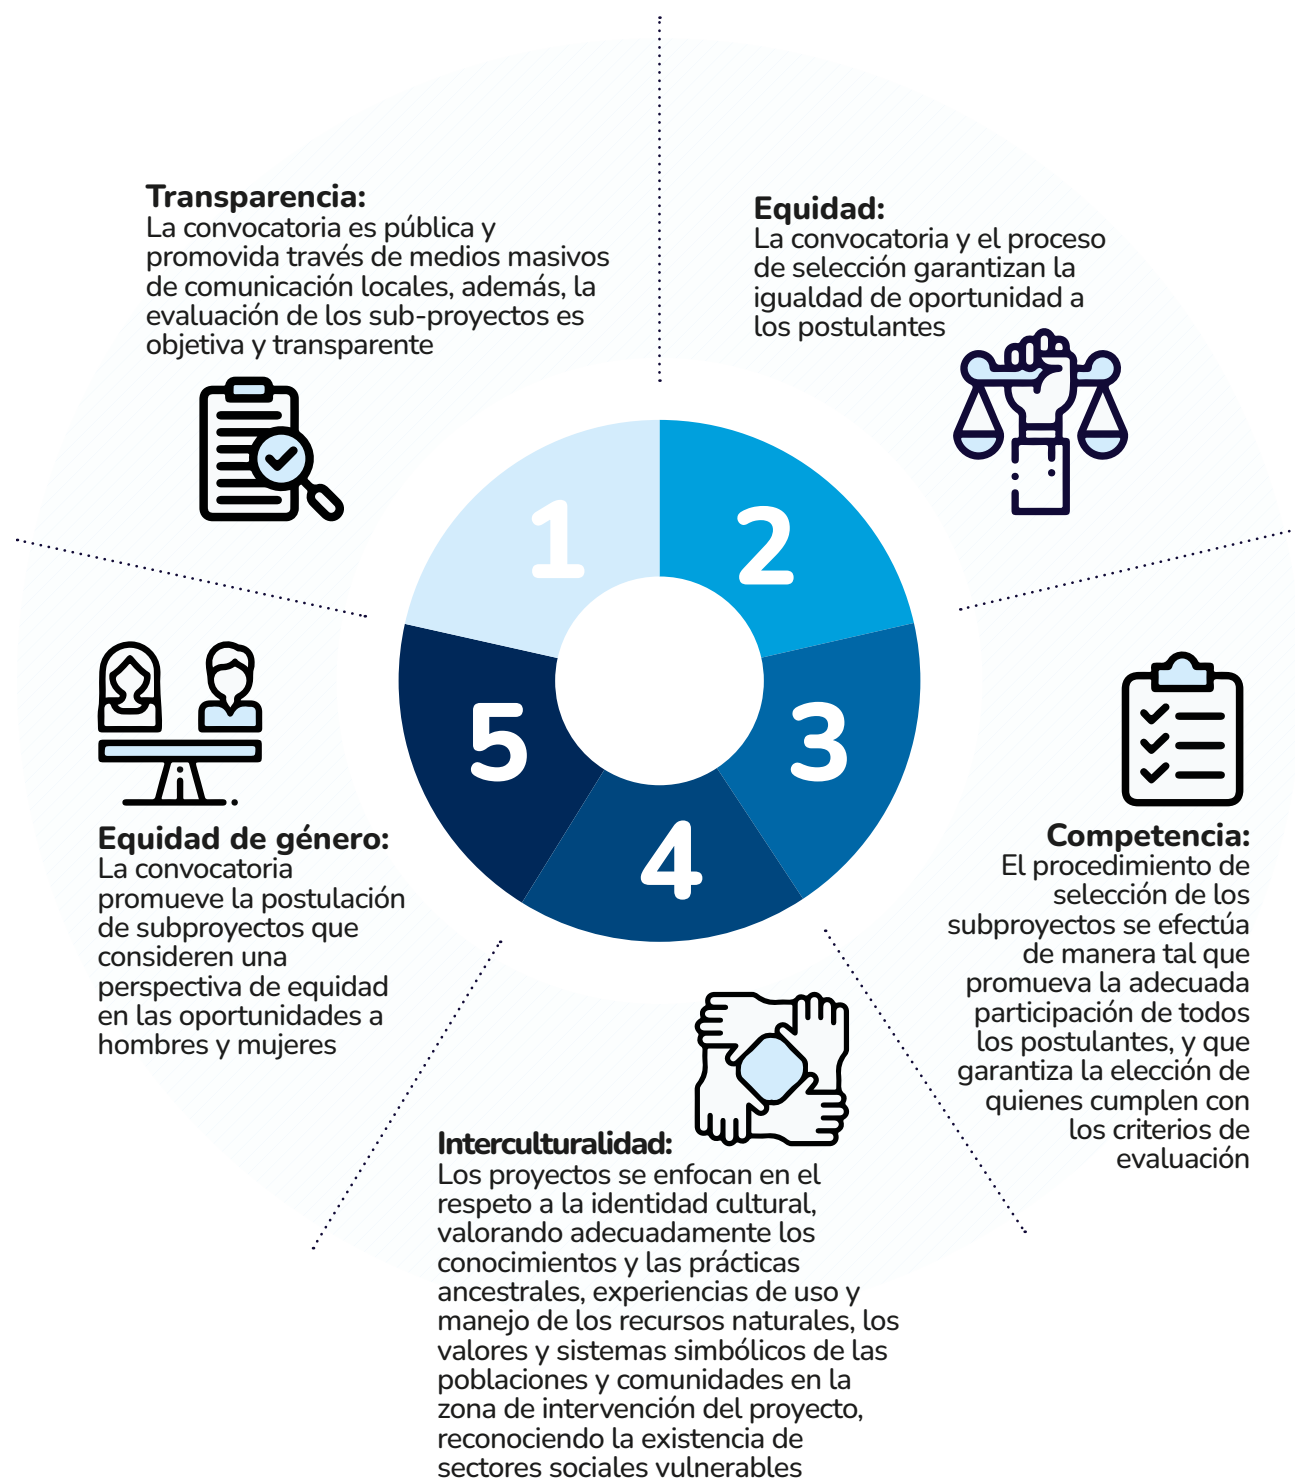 Transparencia:
La convocatoria es pública y
promovida través de medios masivos
de comunicación locales, además, la
evaluación de los sub-proyectos es
objetiva y transparente
Equidad:
La convocatoria y el proceso
de selección garantizan la
igualdad de oportunidad a
los postulantes
1
2
3
4
5
Competencia:
El procedimiento de
selección de los
subproyectos se efectúa
de manera tal que
promueva la adecuada
participación de todos
los postulantes, y que
garantiza la elección de
quienes cumplen con
los criterios de
evaluación
Interculturalidad:
Los proyectos se enfocan en el
respeto a la identidad cultural,
valorando adecuadamente los
conocimientos y las prácticas
ancestrales, experiencias de uso y
manejo de los recursos naturales, los
valores y sistemas simbólicos de las
poblaciones y comunidades en la
zona de intervención del proyecto,
reconociendo la existencia de
sectores sociales vulnerables
Equidad de género:
La convocatoria
promueve la postulación
de subproyectos que
consideren una
perspectiva de equidad
en las oportunidades a
hombres y mujeres